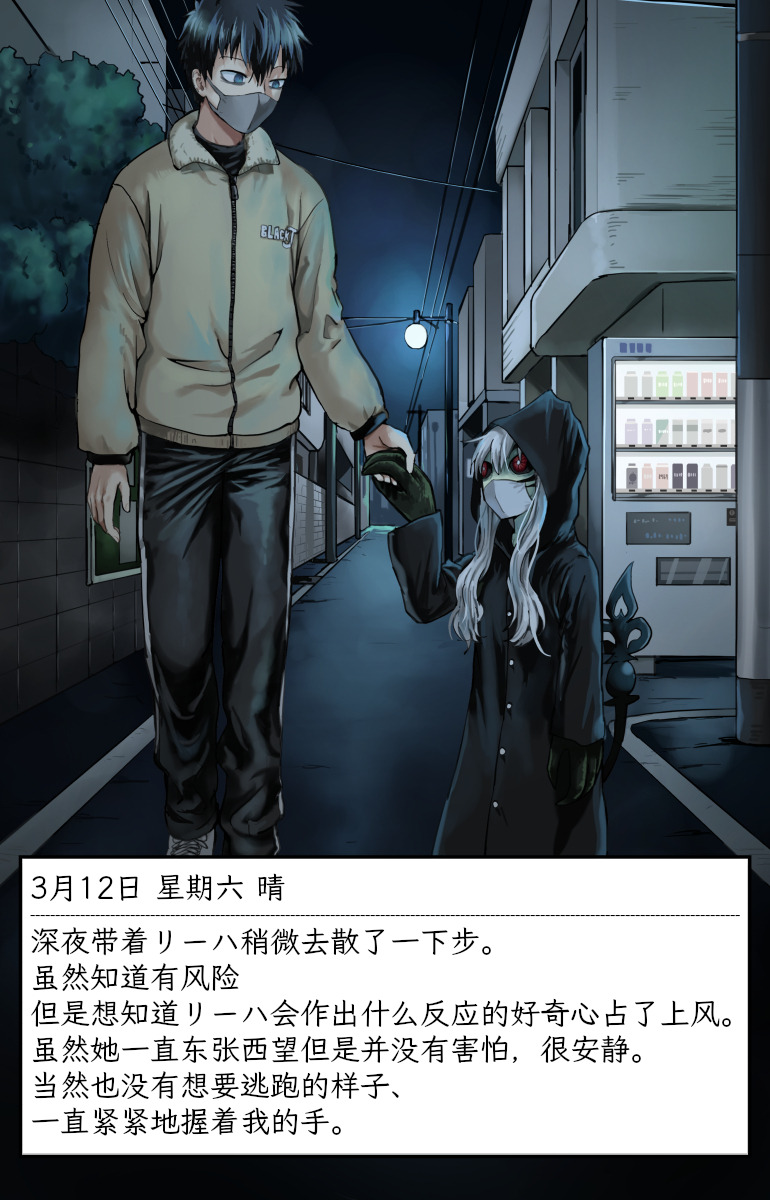 BLACK J
3月12日 星期六 晴
深夜带着リーハ稍微去散了一下步。
虽然知道有风险
但是想知道リーハ会作出什么反应的好奇心占了上风。
虽然她一直东张西望但是并没有害怕，很安静。
当然也没有想要逃跑的样子、
一直紧紧地握着我的手。